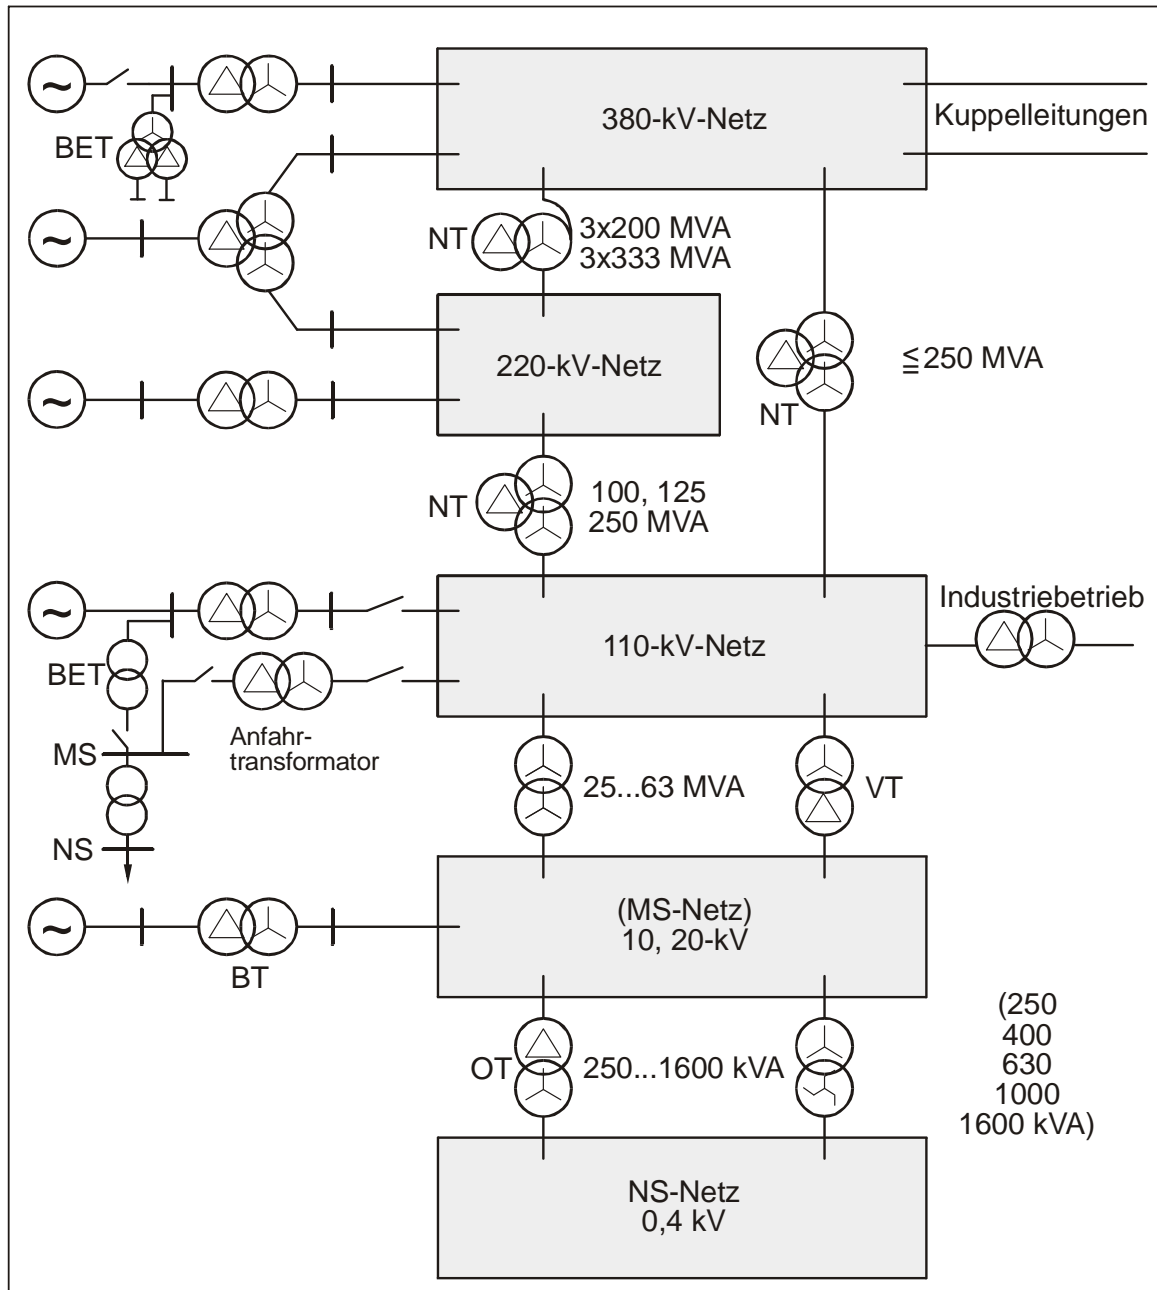 380-kV-Netz
Kuppelleitungen
BET
NT
3x200 MVA
3x333 MVA
220-kV-Netz
≦250 MVA
NT
NT
100, 125
250 MVA
Industriebetrieb
110-kV-Netz
BET
Anfahr-
transformator
MS
25...63 MVA
VT
NS
(MS-Netz)
10, 20-kV
BT
OT
250...1600 kVA
(250
400
630
1000
1600 kVA)
NS-Netz
0,4 kV